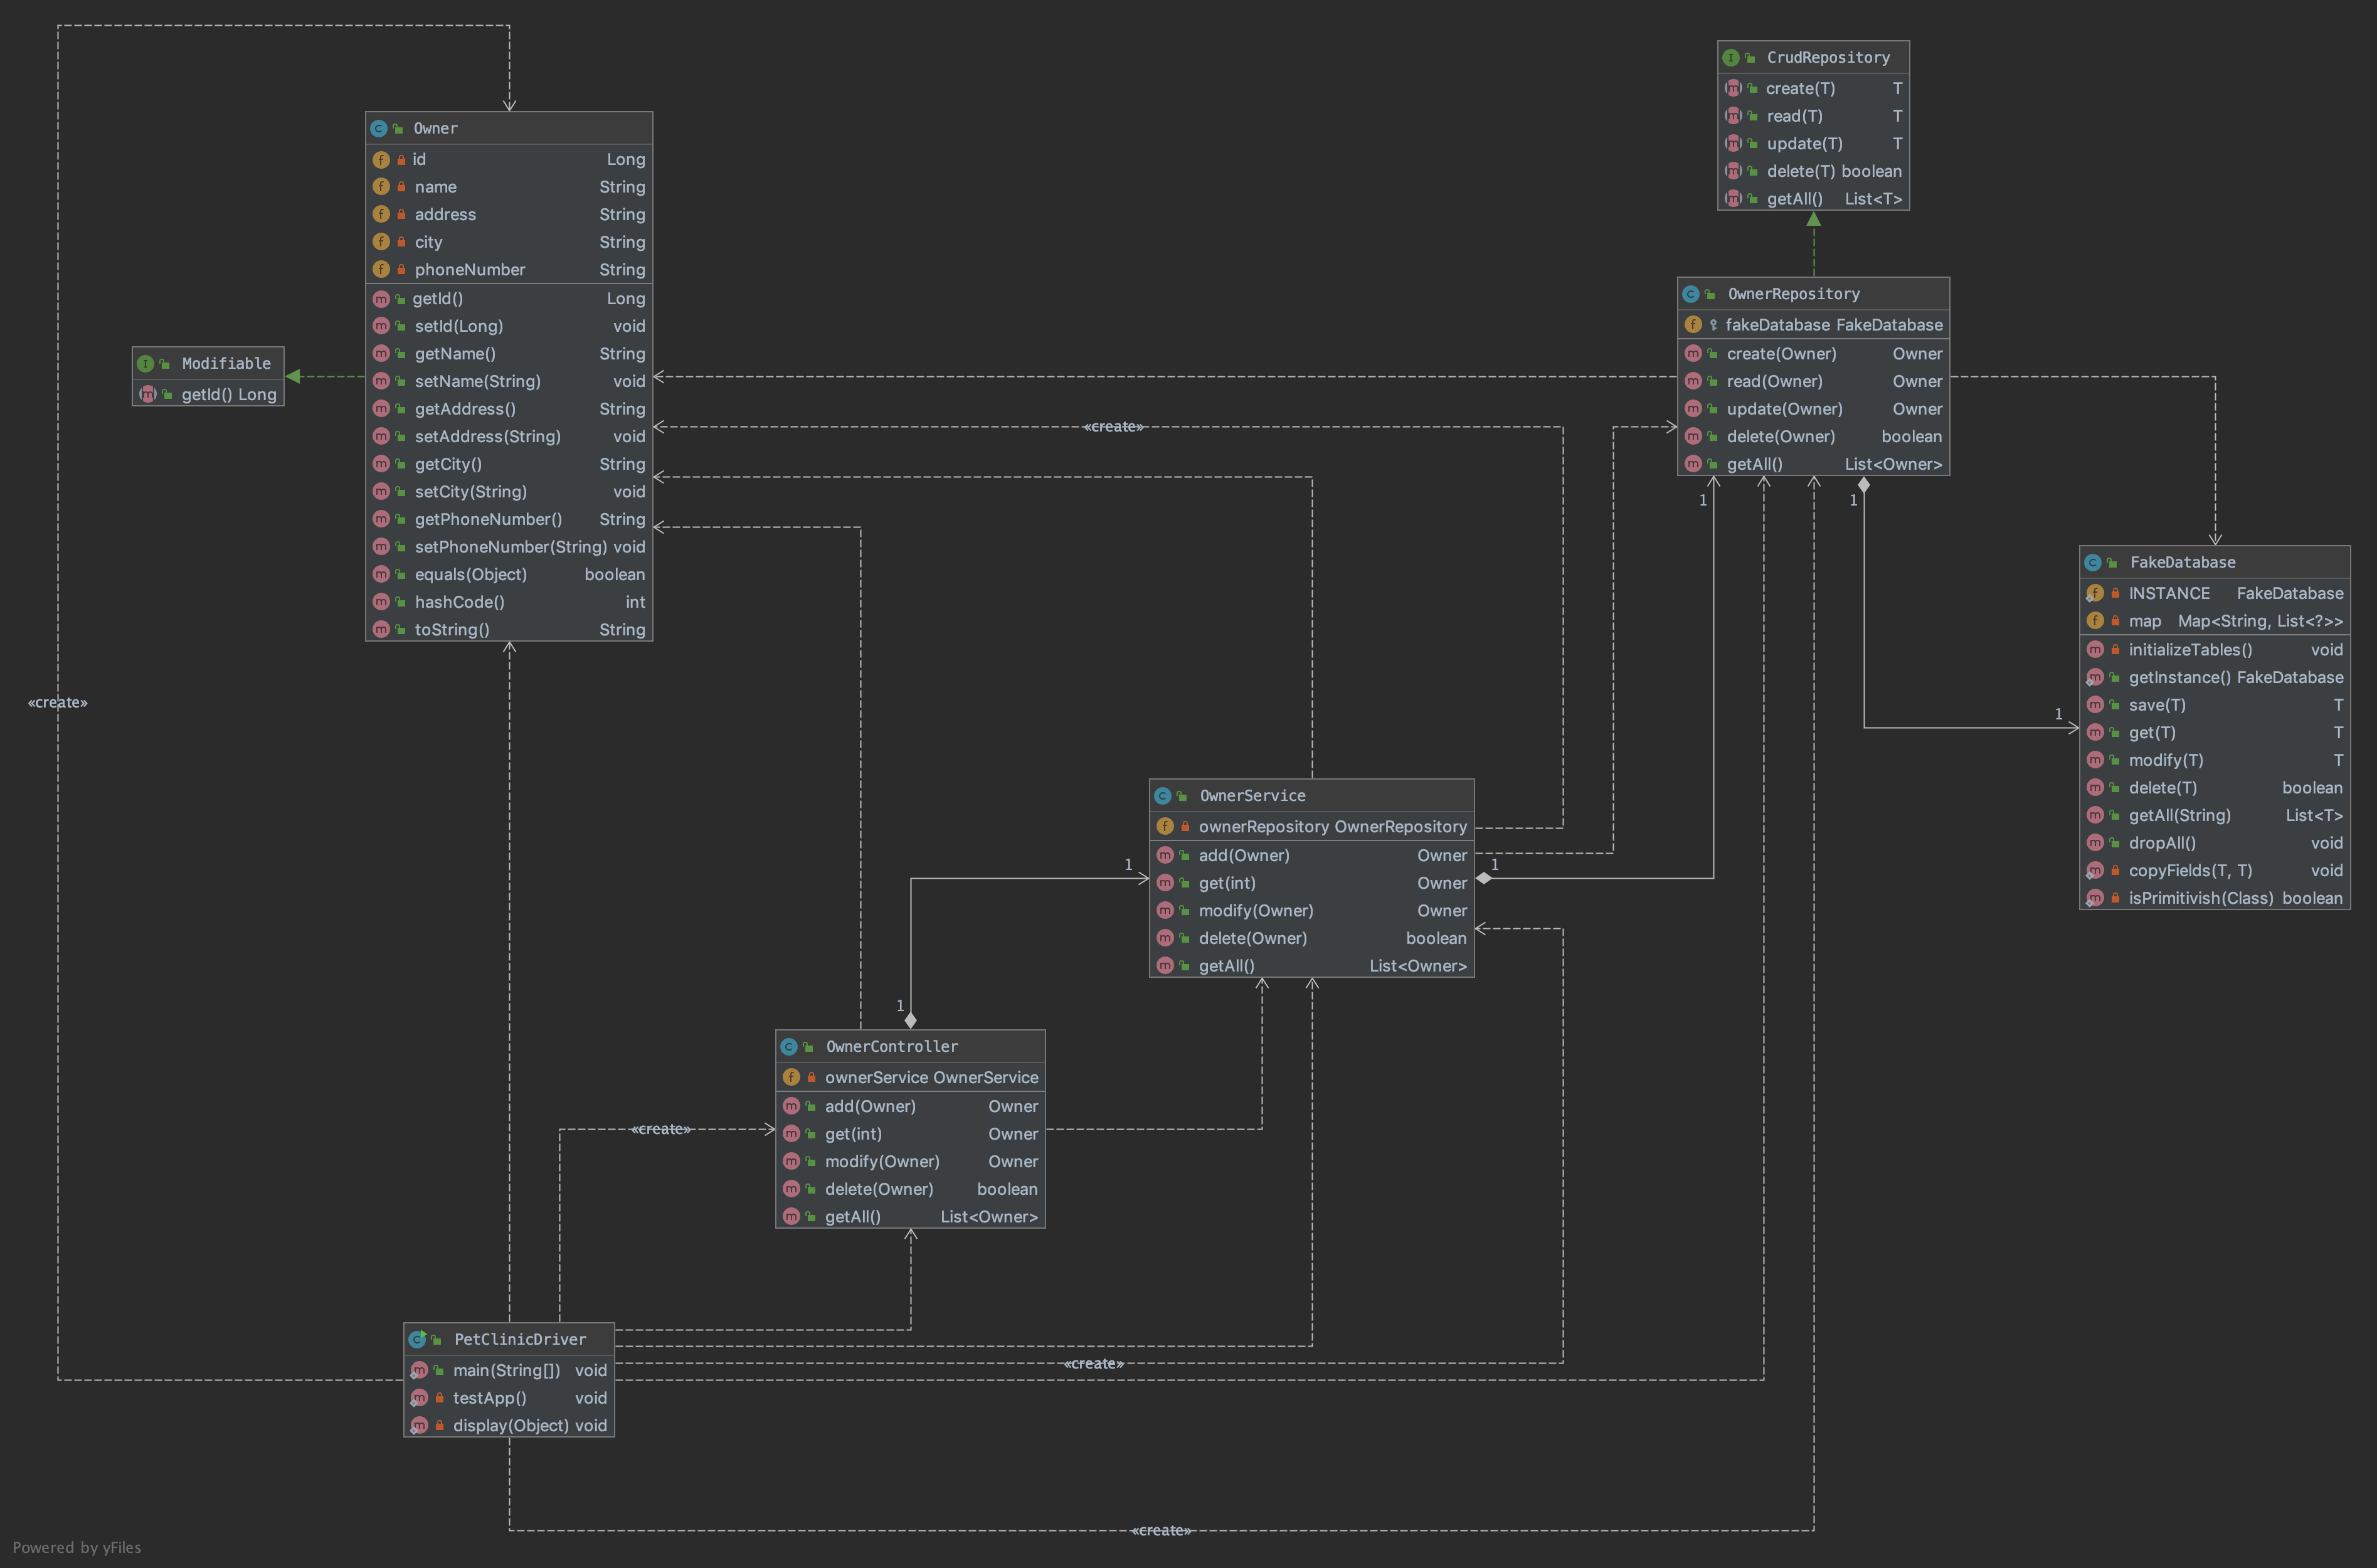 CrudRepository
create(T) T
read(T) T
update(T) T
delete(T) boolean
getAll() List<T>
Owner
id Long
name String
address String
city String
phoneNumber String
getId() Long
setId(Long) void
getName() String
setName(String) void
getAddress() String
setAddress(String) void
getCity() String
setCity(String) void
getPhoneNumber() String
setPhoneNumber(String) void
equals(Object) boolean
hashCode() int
toString() String
OwnerRepository
fakeDatabase FakeDatabase
create(Owner) Owner
read(Owner) Owner
update(Owner) Owner
delete(Owner) boolean
getAll() List<Owner>
Modifiable
getId() Long
«create»
1
1
FakeDatabase
INSTANCE FakeDatabase
map Map<String, List<?>>
initializeTables() void
getInstance() FakeDatabase
save(T) T
get(T) T
modify(T) T
delete(T) boolean
getAll(String) List<T>
dropAll() void
copyFields(T, T) void
isPrimitivish(Class) boolean
1
«create»
OwnerService
ownerRepository OwnerRepository
add(Owner) Owner
get(int) Owner
modify(Owner) Owner
delete(Owner) boolean
getAll() List<Owner>
1
1
1
OwnerController
ownerService OwnerService
add(Owner) Owner
get(int) Owner
modify(Owner) Owner
delete(Owner) boolean
getAll() List<Owner>
«create»
PetClinicDriver
main(String[]) void
testApp() void
display(Object) void
«create»
«create»
Powered by yFiles